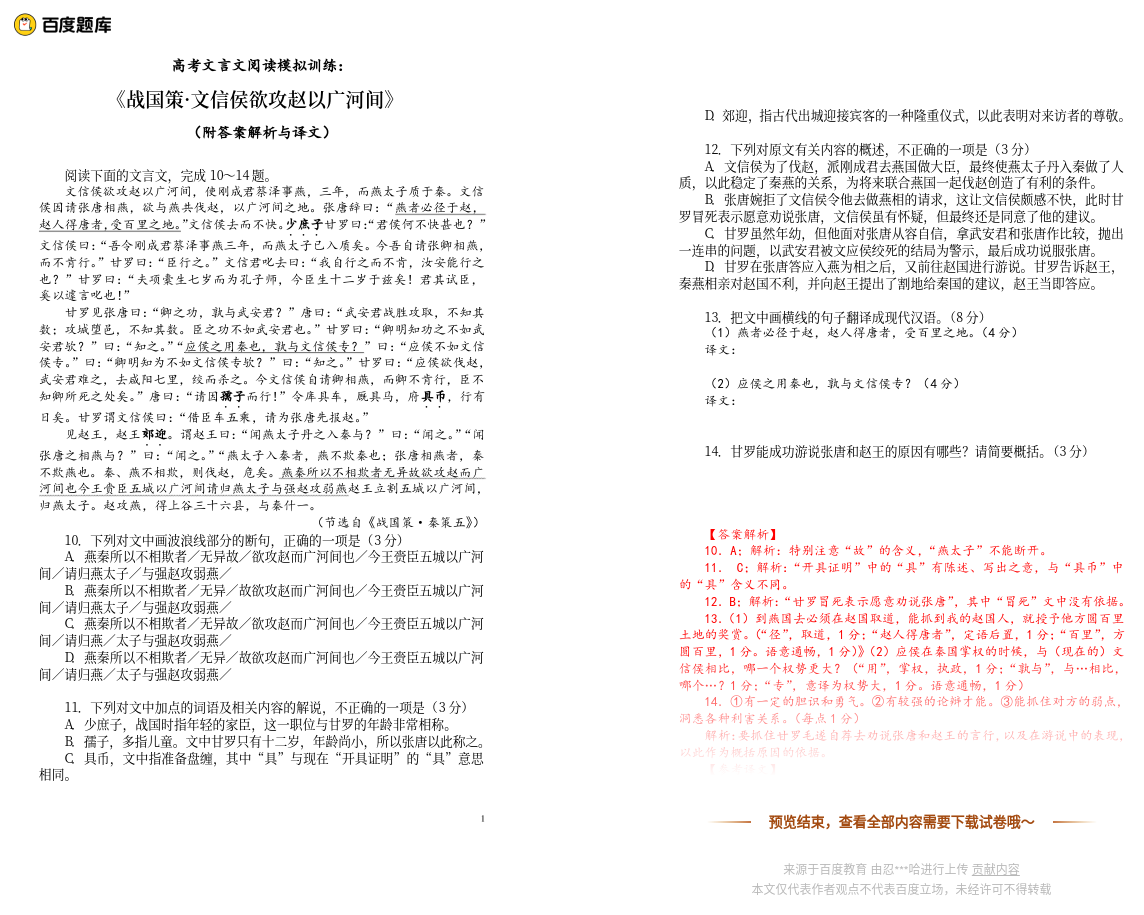 百度题库
高考文言文阅读模拟训练：
《战国策·文信侯欲攻赵以广河间》
（附答案解析与译文）
阅读下面的文言文，完成 10～14 题。
文信侯欲攻赵以广河间，使刚成君蔡泽事燕，三年，而燕太子质于秦。文信
侯因请张唐相燕，欲与燕共伐赵，以广河间之地。张唐辞曰：“燕者必径于赵，
赵人得唐者，受百里之地。”文信侯去而不快。少庶子甘罗曰：“君侯何不快甚也？”
文信侯曰：“吾令刚成君蔡泽事燕三年，而燕太子已入质矣。今吾自请张卿相燕，
而不肯行。”甘罗曰：“臣行之。”文信君叱去曰：“我自行之而不肯，汝安能行之
也？”甘罗曰：“夫项橐生七岁而为孔子师，今臣生十二岁于兹矣！君其试臣，
奚以遽言叱也！”
甘罗见张唐曰：“卿之功，孰与武安君？”唐曰：“武安君战胜攻取，不知其
数；攻城堕邑，不知其数。臣之功不如武安君也。”甘罗曰：“卿明知功之不如武
安君欤？”曰：“知之。”“应侯之用秦也，孰与文信侯专？”曰：“应侯不如文信
侯专。”曰：“卿明知为不如文信侯专欤？”曰：“知之。”甘罗曰：“应侯欲伐赵，
武安君难之，去咸阳七里，绞而杀之。今文信侯自请卿相燕，而卿不肯行，臣不
知卿所死之处矣。”唐曰：“请因孺子而行！”令库具车，厩具马，府具币，行有
日矣。甘罗谓文信侯曰：“借臣车五乘，请为张唐先报赵。”
见赵王，赵王郊迎。谓赵王曰：“闻燕太子丹之入秦与？”曰：“闻之。”“闻
张唐之相燕与？”曰：“闻之。”“燕太子入秦者，燕不欺秦也；张唐相燕者，秦
不欺燕也。秦、燕不相欺，则伐赵，危矣。燕秦所以不相欺者无异故欲攻赵而广
河间也今王赍臣五城以广河间请归燕太子与强赵攻弱燕赵王立割五城以广河间，
归燕太子。赵攻燕，得上谷三十六县，与秦什一。
（节选自《战国策·秦策五》）
10. 下列对文中画波浪线部分的断句，正确的一项是（3 分）
A. 燕秦所以不相欺者／无异故／欲攻赵而广河间也／今王赍臣五城以广河
间／请归燕太子／与强赵攻弱燕／
B. 燕秦所以不相欺者／无异／故欲攻赵而广河间也／今王赍臣五城以广河
间／请归燕太子／与强赵攻弱燕／
C. 燕秦所以不相欺者／无异故／欲攻赵而广河间也／今王赍臣五城以广河
间／请归燕／太子与强赵攻弱燕／
D. 燕秦所以不相欺者／无异／故欲攻赵而广河间也／今王赍臣五城以广河
间／请归燕／太子与强赵攻弱燕／
11. 下列对文中加点的词语及相关内容的解说，不正确的一项是（3 分）
A. 少庶子，战国时指年轻的家臣，这一职位与甘罗的年龄非常相称。
B. 孺子，多指儿童。文中甘罗只有十二岁，年龄尚小，所以张唐以此称之。
C. 具币，文中指准备盘缠，其中“具”与现在“开具证明”的“具”意思
相同。
1
D. 郊迎，指古代出城迎接宾客的一种隆重仪式，以此表明对来访者的尊敬。
12. 下列对原文有关内容的概述，不正确的一项是（3 分）
A. 文信侯为了伐赵，派刚成君去燕国做大臣，最终使燕太子丹入秦做了人
质，以此稳定了秦燕的关系，为将来联合燕国一起伐赵创造了有利的条件。
B. 张唐婉拒了文信侯令他去做燕相的请求，这让文信侯颇感不快，此时甘
罗冒死表示愿意劝说张唐，文信侯虽有怀疑，但最终还是同意了他的建议。
C. 甘罗虽然年幼，但他面对张唐从容自信，拿武安君和张唐作比较，抛出
一连串的问题，以武安君被文应侯绞死的结局为警示，最后成功说服张唐。
D. 甘罗在张唐答应入燕为相之后，又前往赵国进行游说。甘罗告诉赵王，
秦燕相亲对赵国不利，并向赵王提出了割地给秦国的建议，赵王当即答应。
13. 把文中画横线的句子翻译成现代汉语。（8 分）
（1）燕者必径于赵，赵人得唐者，受百里之地。（4 分）
译文：
（2）应侯之用秦也，孰与文信侯专？（4 分）
译文：
14. 甘罗能成功游说张唐和赵王的原因有哪些？请简要概括。（3 分）
【答案解析】
10．A；解析：特别注意“故”的含义，“燕太子”不能断开。
11． C；解析：“开具证明”中的“具”有陈述、写出之意，与“具币”中
的“具”含义不同。
12．B；解析：“甘罗冒死表示愿意劝说张唐”，其中“冒死”文中没有依据。
13．（1）到燕国去必须在赵国取道，能抓到我的赵国人，就授予他方圆百里
土地的奖赏。（“径”，取道，1 分；“赵人得唐者”，定语后置，1 分；“百里”，方
圆百里，1 分。语意通畅，1 分）》（2）应侯在秦国掌权的时候，与（现在的）文
信侯相比，哪一个权势更大？（“用”，掌权，执政，1 分；“孰与”，与…相比，
哪个…？1 分；“专”，意译为权势大，1 分。语意通畅，1 分）
14．①有一定的胆识和勇气。②有较强的论辩才能。③能抓住对方的弱点，
洞悉各种利害关系。（每点 1 分）
解析：要抓住甘罗毛遂自荐去劝说张唐和赵王的言行，以及在游说中的表现，
以此作为概括原因的依据。
预览结束，查看全部内容需要下载试卷哦～
来源于百度教育 由忍***哈进行上传 贡献内容
本文仅代表作者观点不代表百度立场，未经许可不得转载